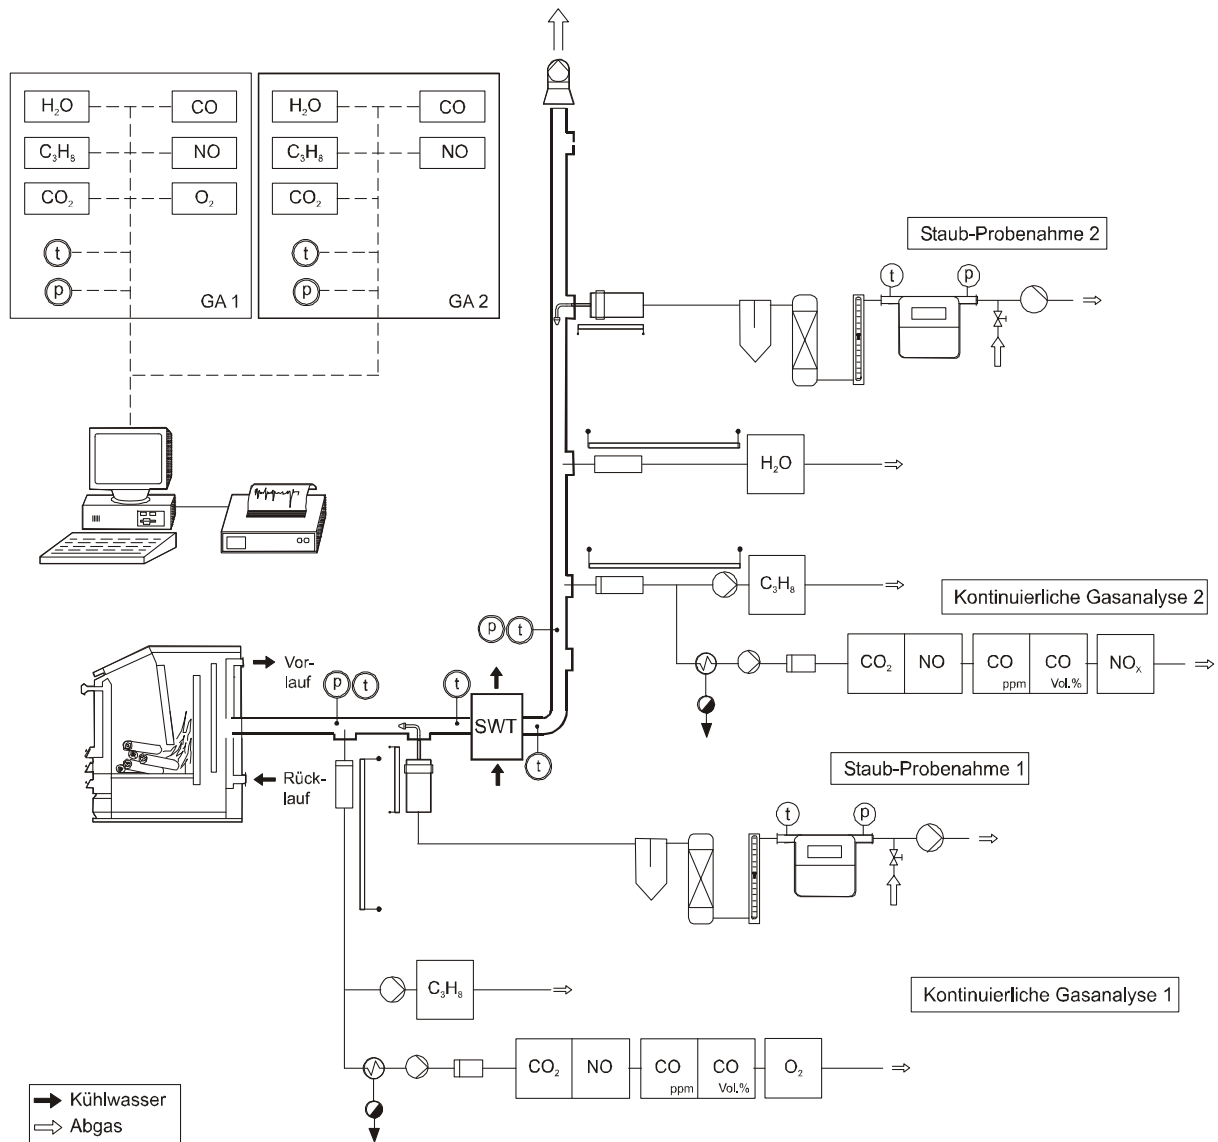 H₂O
CO
C₃H₈
NO
CO₂
O₂
t
p
GA 1
H₂O
CO
C₃H₈
NO
CO₂
t
p
GA 2
Staub-Probenahme 2
t
p
H₂O
C₃H₈
Kontinuierliche Gasanalyse 2
p
t
CO₂
NO
CO
ppm
CO
Vol.%
NOₓ
Vor-
lauf
p
t
t
SWT
t
Rück-
lauf
Staub-Probenahme 1
t
p
C₃H₈
Kontinuierliche Gasanalyse 1
CO₂
NO
CO
ppm
CO
Vol.%
O₂
Kühlwasser
Abgas